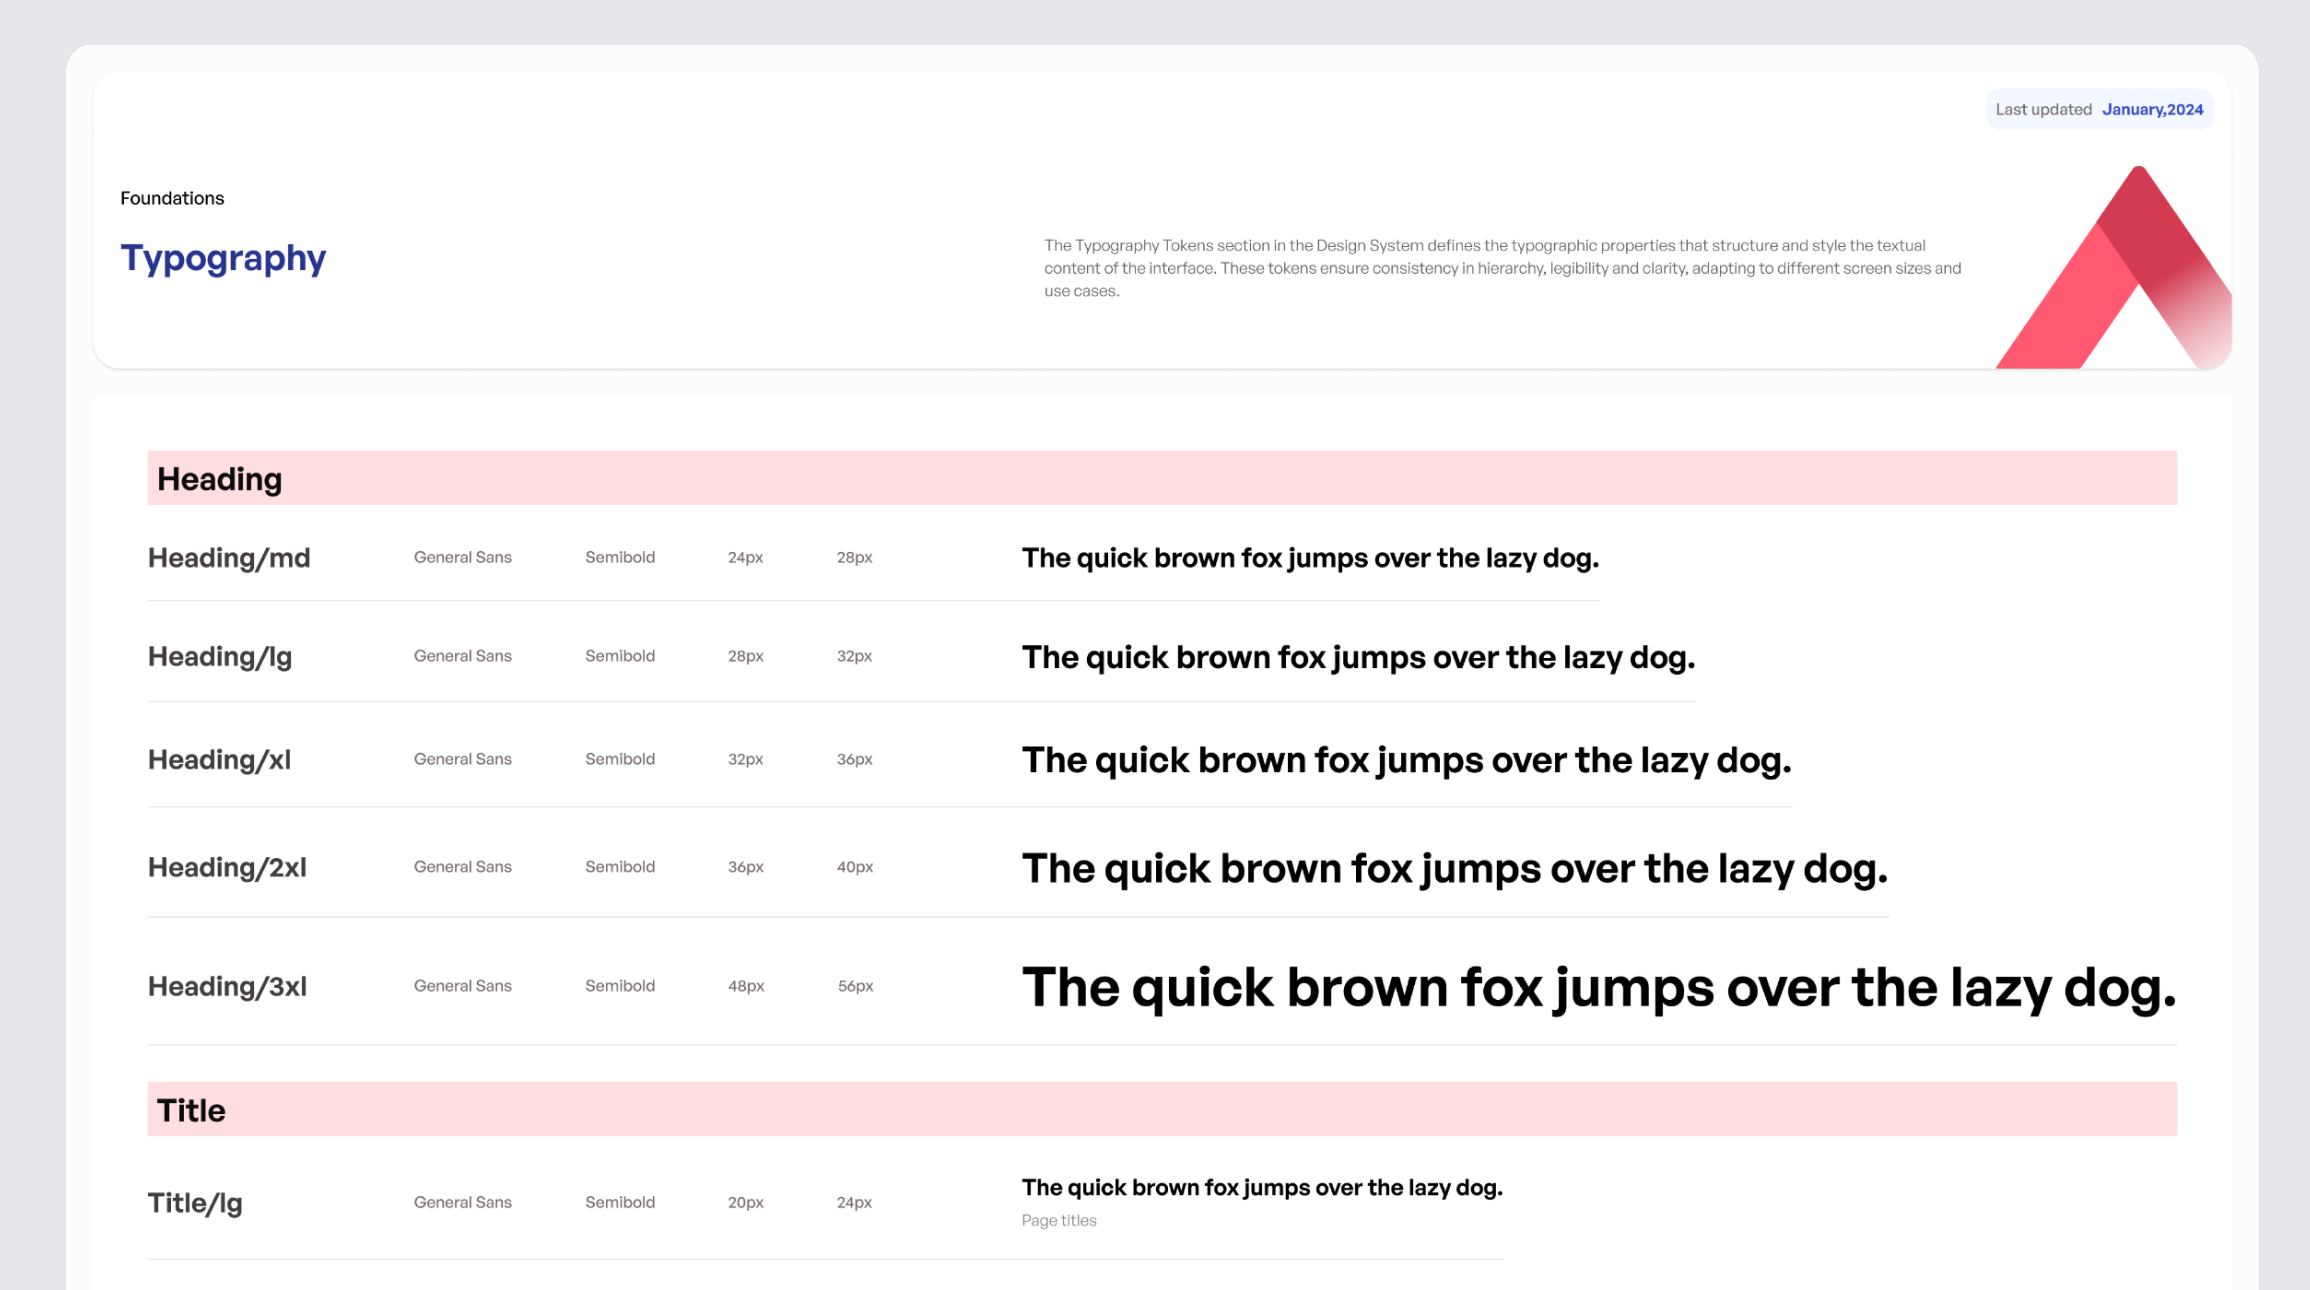 Last updated January,2024
Foundations
Typography
The Typography Tokens section in the Design System defines the typographic properties that structure and style the textual
content of the interface. These tokens ensure consistency in hierarchy, legibility and clarity, adapting to different screen sizes and
use cases.
Heading
Heading/md General Sans Semibold 24px 28px The quick brown fox jumps over the lazy dog.
Heading/lg General Sans Semibold 28px 32px The quick brown fox jumps over the lazy dog.
Heading/xl General Sans Semibold 32px 36px The quick brown fox jumps over the lazy dog.
Heading/2xl General Sans Semibold 36px 40px The quick brown fox jumps over the lazy dog.
Heading/3xl General Sans Semibold 48px 56px The quick brown fox jumps over the lazy dog.
Title
Title/lg General Sans Semibold 20px 24px The quick brown fox jumps over the lazy dog.
Page titles